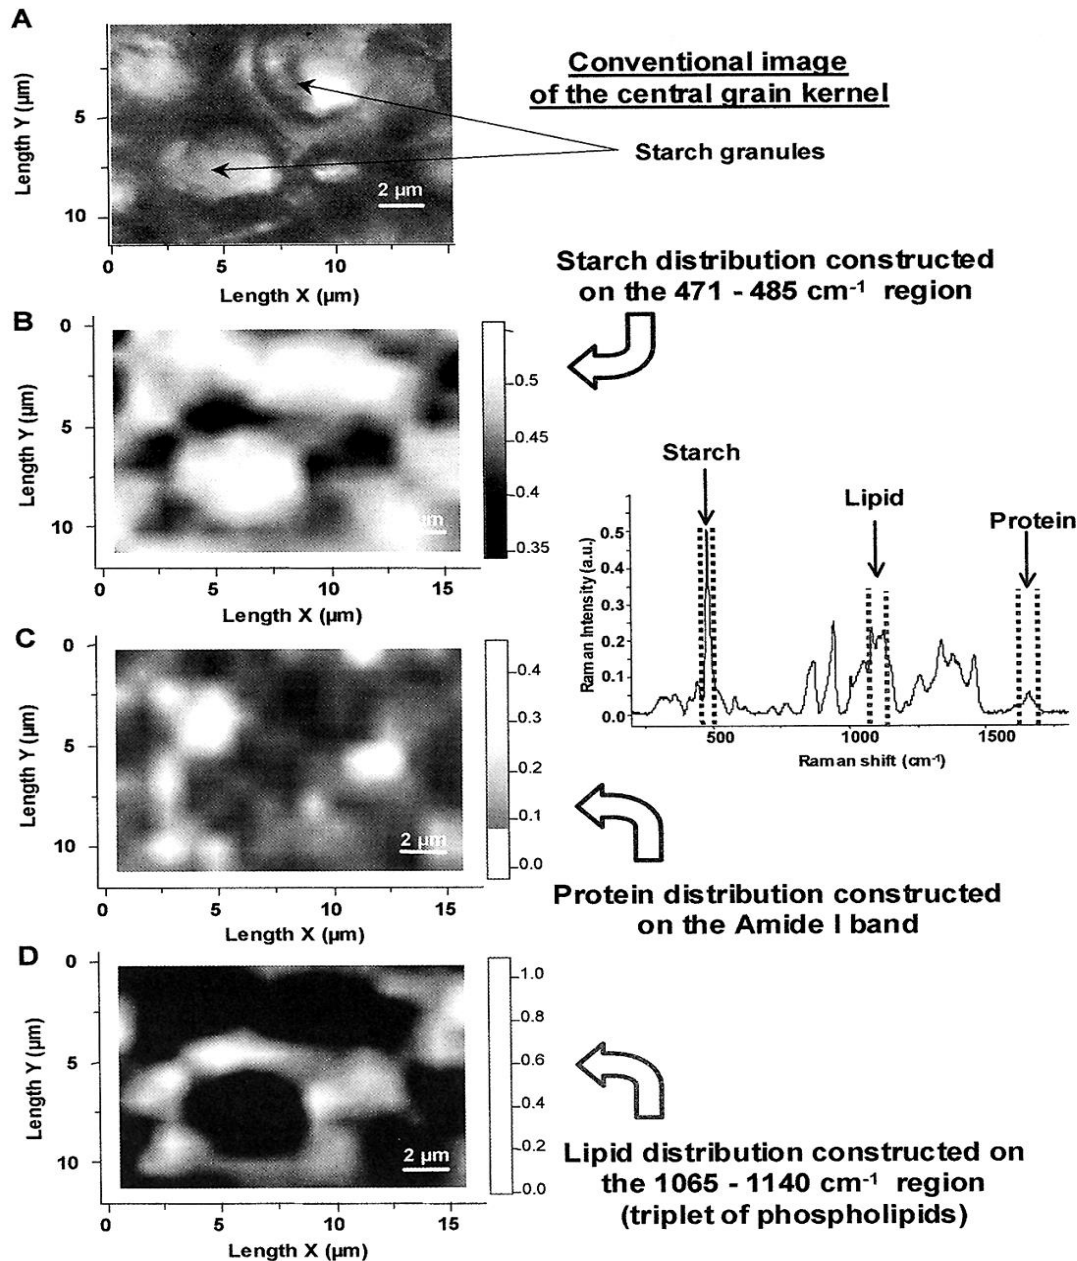 A
Conventional image
of the central grain kernel
Starch granules
Length Y (µm)
5
10
2 µm
0
5
10
Length X (µm)
Starch distribution constructed
on the 471 - 485 cm-1 region
B
Length Y (µm)
0
5
10
m
0.5
0.45
0.4
0.35
0
5
10
15
Length X (µm)
Starch
Lipid
Protein
Raman Intensity (a.u.)
0.5
0.4
0.3
0.2
0.1
0.0
500
1000
1500
Raman shift (cm-1)
C
Length Y (µm)
0
5
10
2 µm
0.4
0.3
0.2
0.1
0.0
0
5
10
15
Length X (µm)
Protein distribution constructed
on the Amide I band
D
Length Y (µm)
0
5
10
2 µm
1.0
0.8
0.6
0.4
0.2
0.0
0
5
10
15
Length X (µm)
Lipid distribution constructed on
the 1065 - 1140 cm-1 region
(triplet of phospholipids)